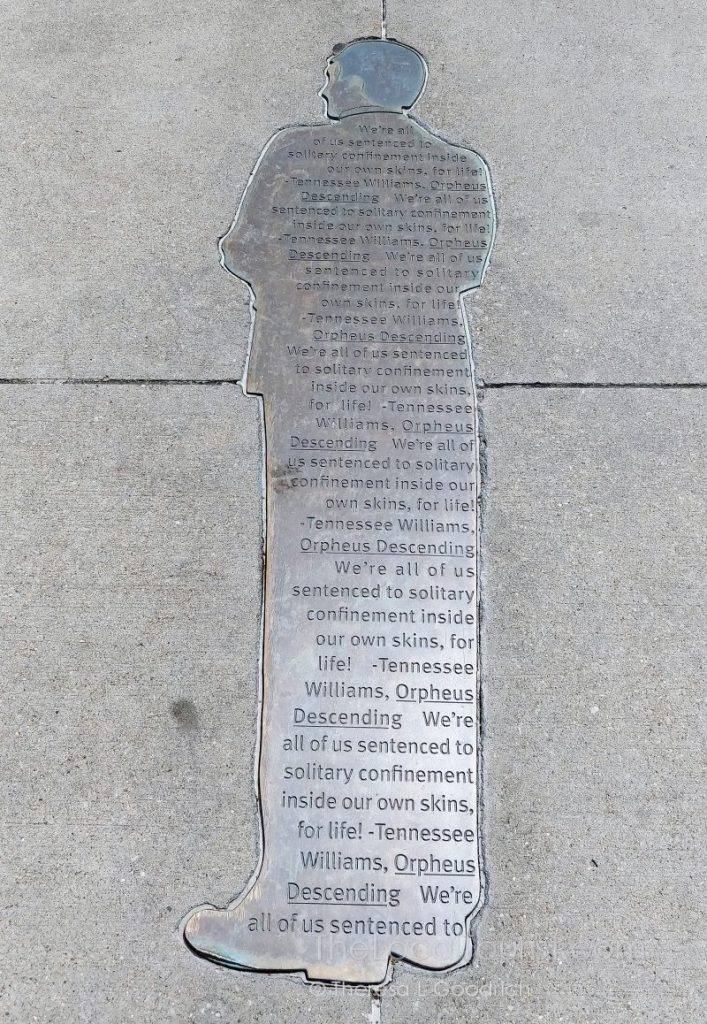 We're all
of us sentenced to
solitary confinement inside
our own skins, for life!
-Tennessee Williams, Orpheus
Descending We're all of us
sentenced to solitary confinement
inside our own skins, for life!
-Tennessee Williams, Orpheus
Descending We're all of us
sentenced to solitary
confinement inside our
own skins, for life!
-Tennessee Williams,
Orpheus Descending
We're all of us sentenced
to solitary confinement
inside our own skins,
for life! -Tennessee
Williams, Orpheus
Descending We're all of
us sentenced to solitary
confinement inside our
own skins, for life!
-Tennessee Williams,
Orpheus Descending
We're all of us
sentenced to solitary
confinement inside
our own skins, for
life! -Tennessee
Williams, Orpheus
Descending We're
all of us sentenced to
solitary confinement
inside our own skins,
for life! -Tennessee
Williams, Orpheus
Descending We're
all of us sentenced to
© Theresa L Goodrich